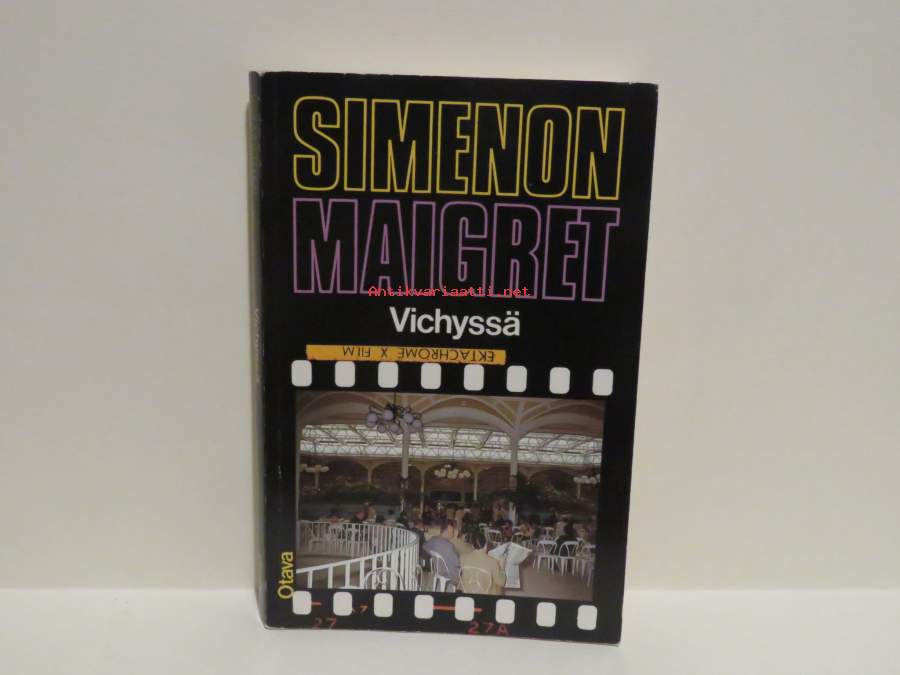 SIMENON
MAIGRET
Antikvariaatti.net
Vichyssä
EKTACHROME X FILM
Otava
27
27A